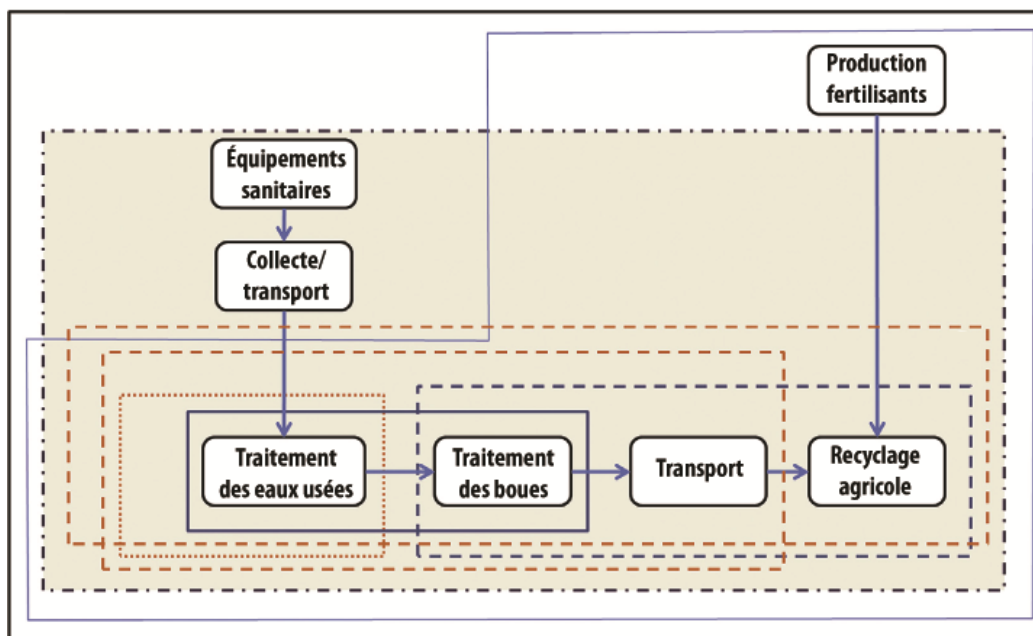 Production
fertilisants
Équipements
sanitaires
Collecte/
transport
Traitement
des eaux usées
Traitement
des boues
Transport
Recyclage
agricole